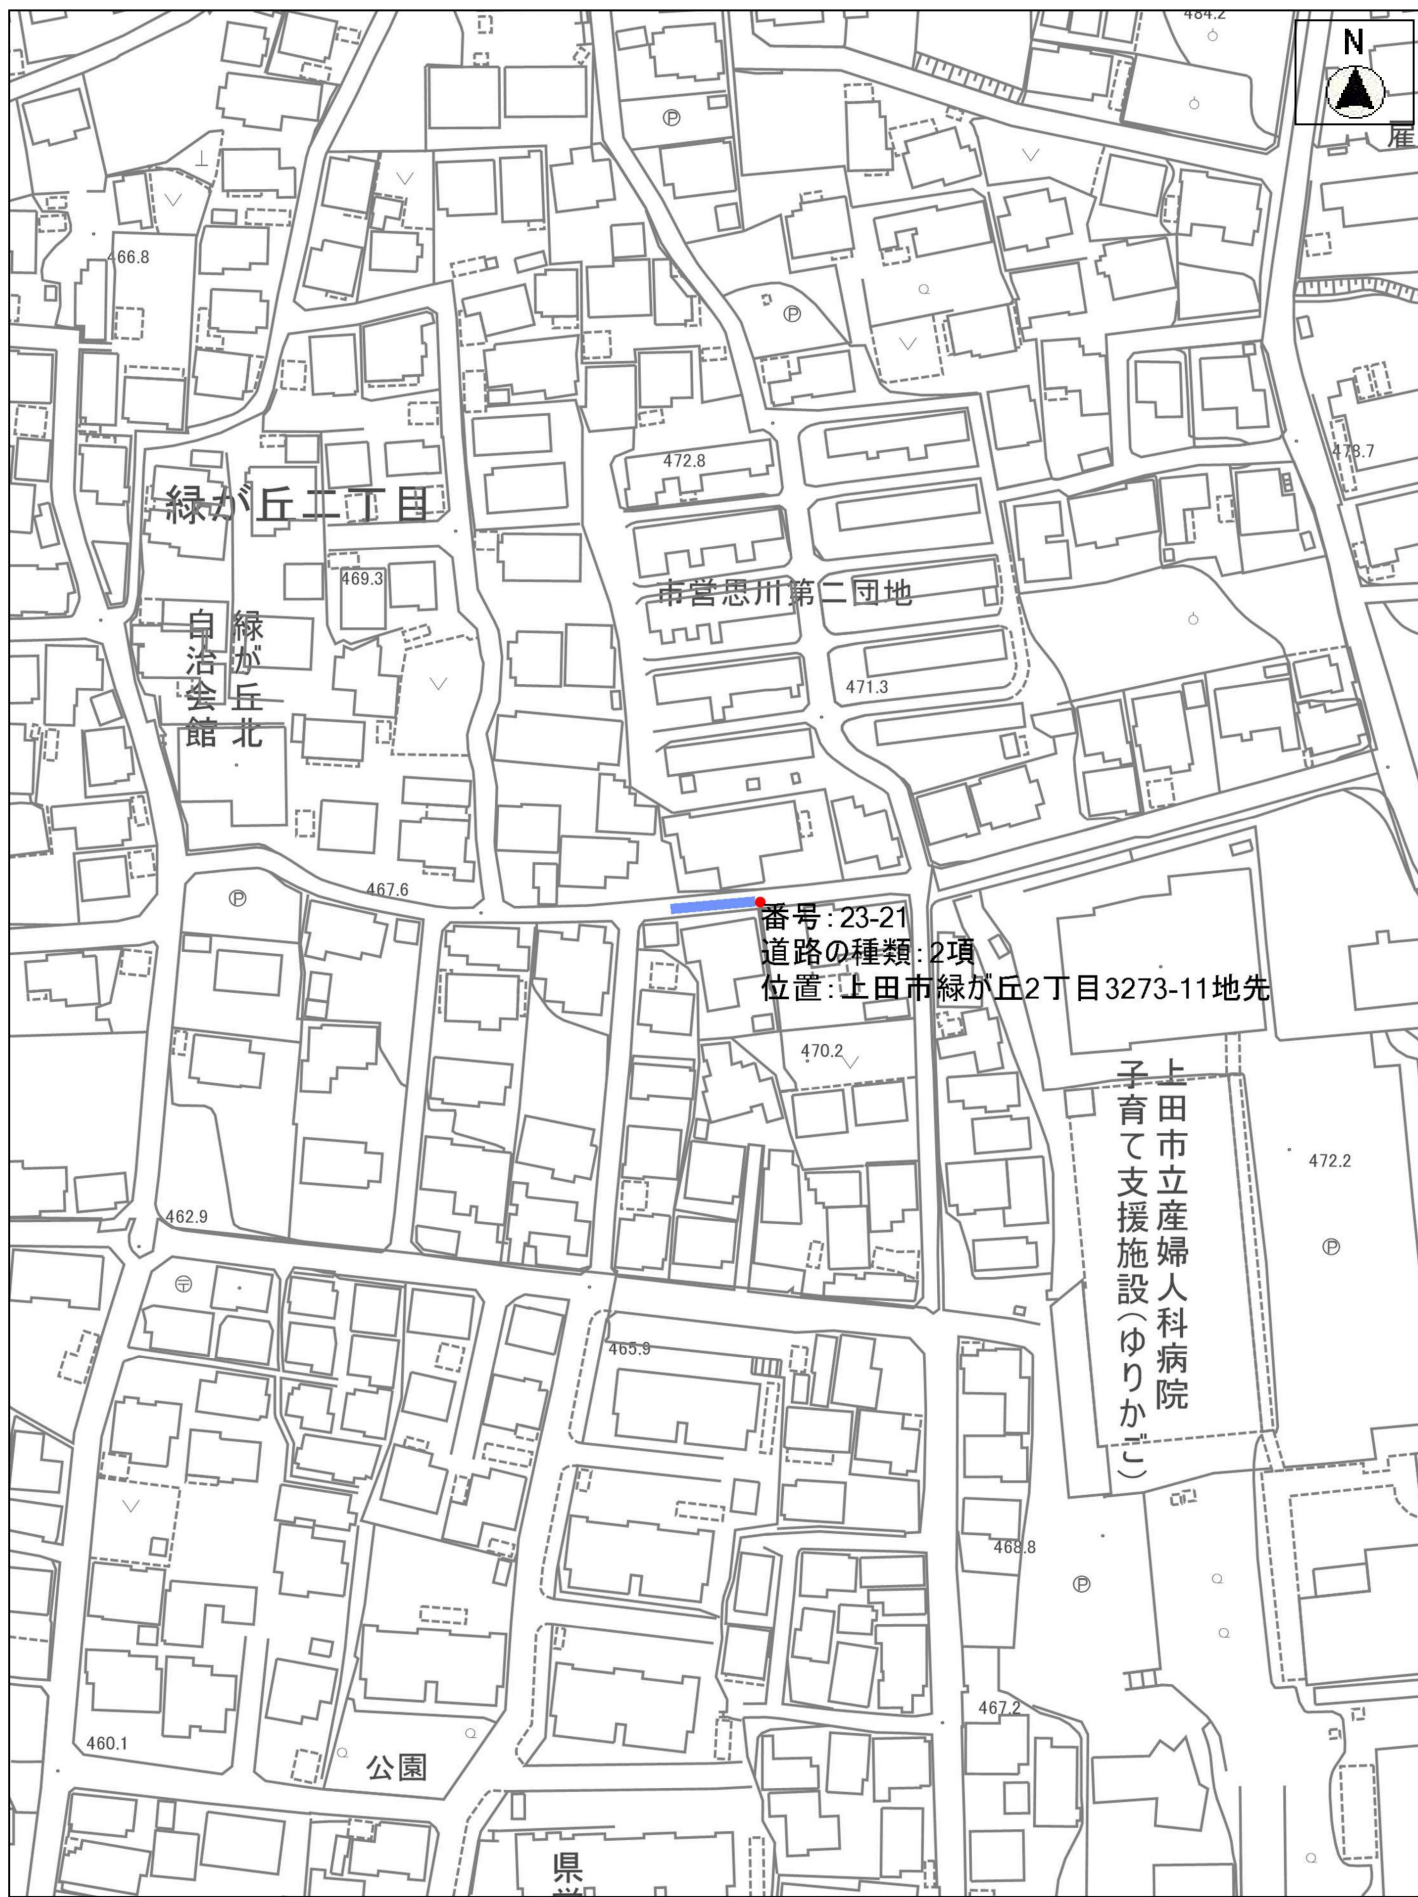 484.2
N
雁
466.8
472.8
478.7
緑が丘二丁目
469.3
市営思川第二団地
緑が丘北
自治会館
471.3
467.6
番号:23-21
道路の種類:2項
位置:上田市緑が丘2丁目3273-11地先
470.2
上田市立産婦人科病院
子育て支援施設(ゆりかご)
472.2
462.9
465.9
468.8
467.2
460.1
公園
県営